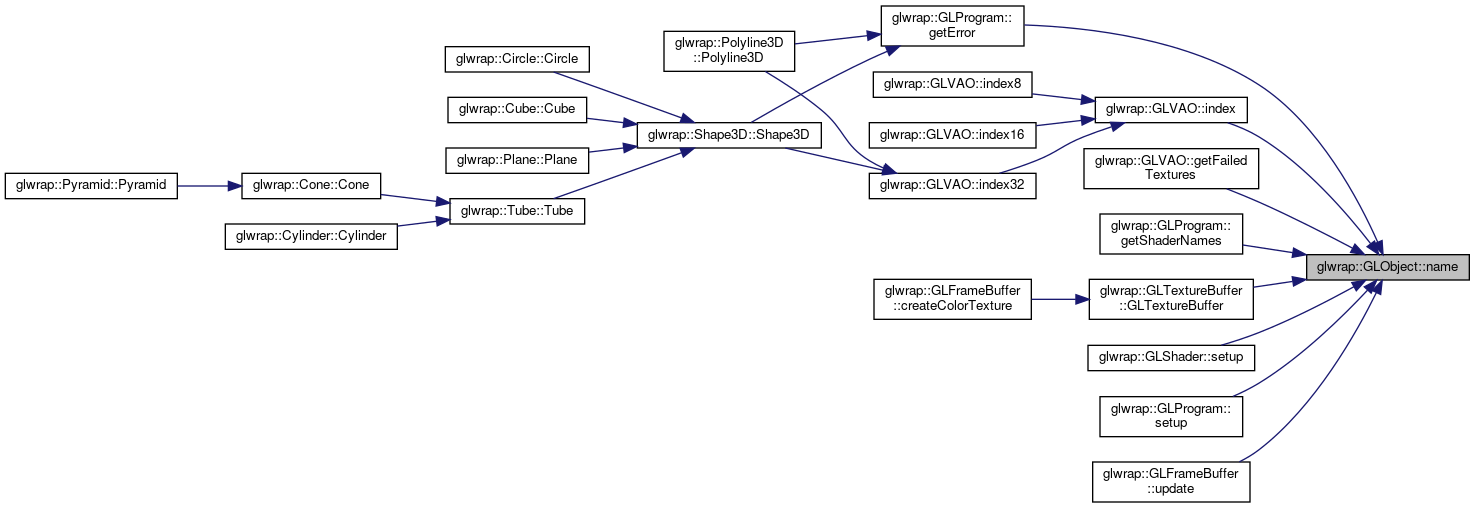 glwrap::GLProgram::
getError
glwrap::Polyline3D
::Polyline3D
glwrap::Circle::Circle
glwrap::GLVAO::index8
glwrap::Cube::Cube
glwrap::GLVAO::index
glwrap::Shape3D::Shape3D
glwrap::GLVAO::index16
glwrap::Plane::Plane
glwrap::GLVAO::getFailed
Textures
glwrap::Pyramid::Pyramid
glwrap::Cone::Cone
glwrap::GLVAO::index32
glwrap::Tube::Tube
glwrap::Cylinder::Cylinder
glwrap::GLProgram::
getShaderNames
glwrap::GLObject::name
glwrap::GLFrameBuffer
::createColorTexture
glwrap::GLTextureBuffer
::GLTextureBuffer
glwrap::GLShader::setup
glwrap::GLProgram::
setup
glwrap::GLFrameBuffer
::update